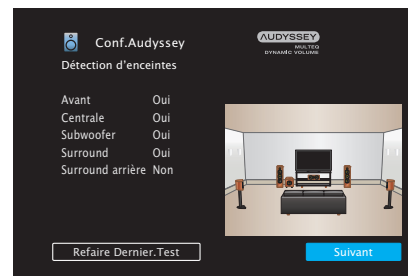 Conf.Audyssey
AUDYSSEY
MULTEQ
DYNAMIC VOLUME
Détection d'enceintes
Avant Oui
Centrale Oui
Subwoofer Oui
Surround Oui
Surround arrière Non
Refaire Dernier.Test
Suivant